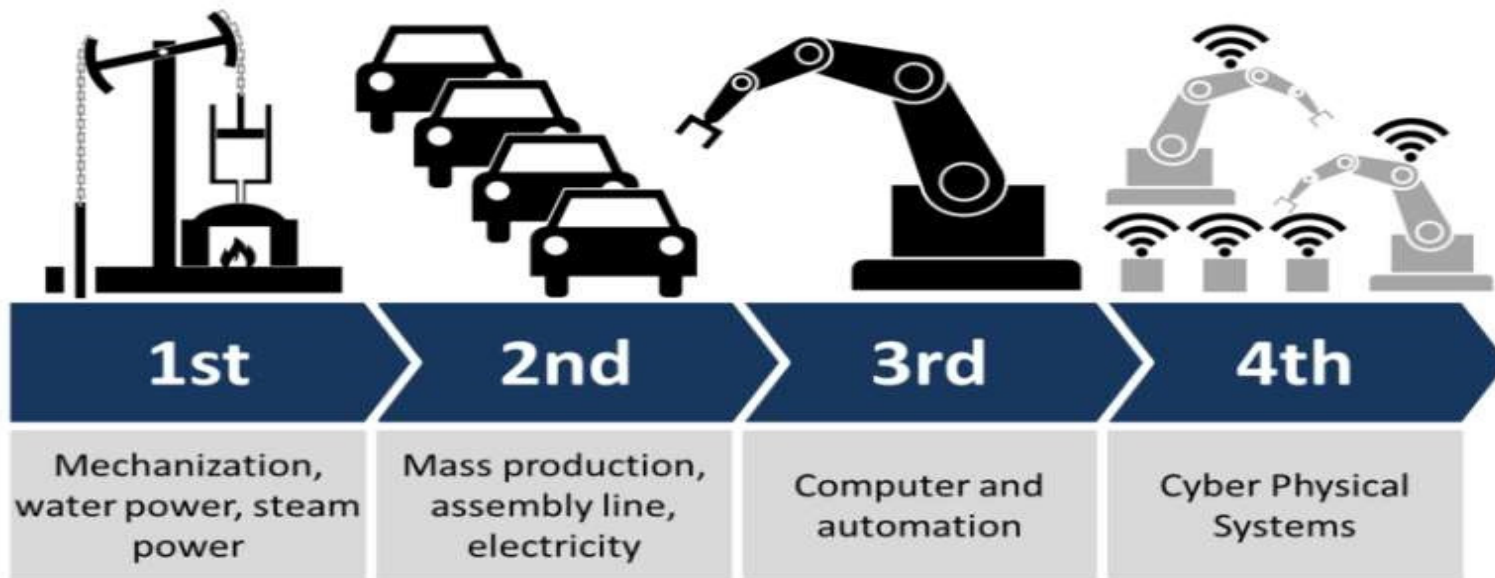 1st
2nd
3rd
4th
Mechanization,
water power, steam
power
Mass production,
assembly line,
electricity
Computer and
automation
Cyber Physical
Systems